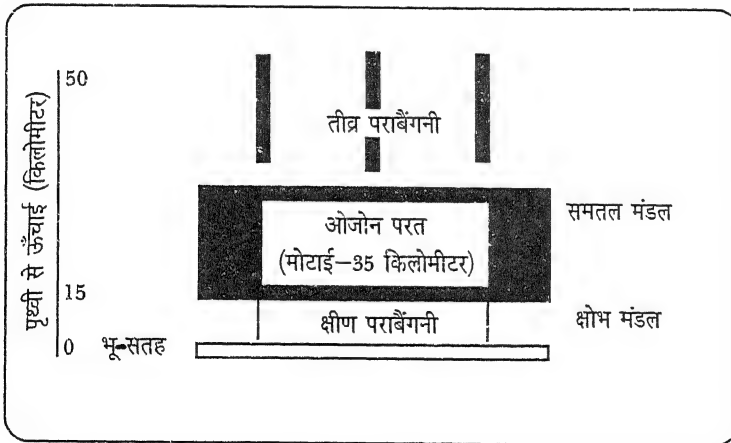 पृथ्वी से ऊँचाई (किलोमीटर)
50
तीव्र पराबैंगनी
समतल मंडल
ओजोन परत
(मोटाई–35 किलोमीटर)
15
क्षीण पराबैंगनी
क्षोभ मंडल
0
भू-सतह